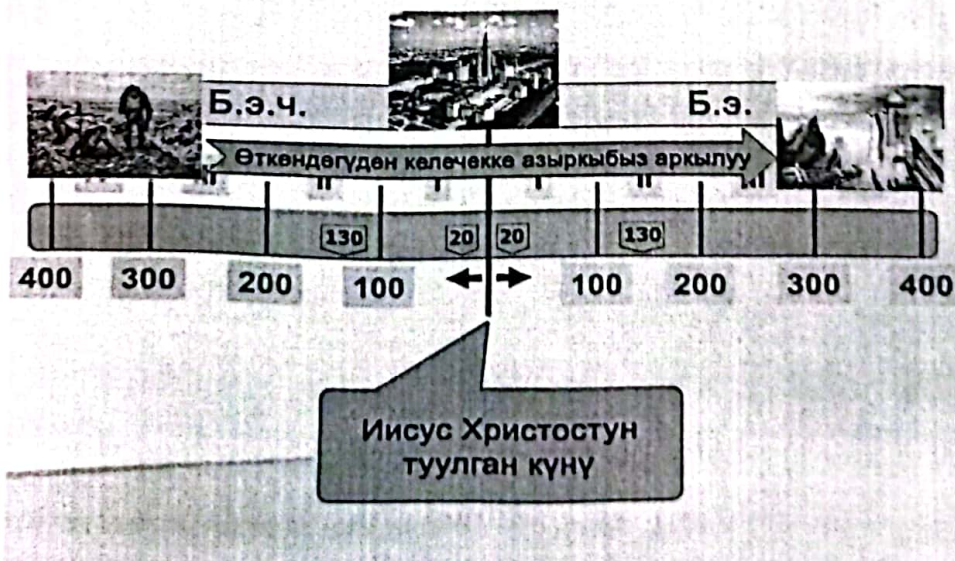 Б.э.ч.
Б.э.
Өткөндөгүдөн келечекке азыркыбыз аркылуу
130
20
20
130
400
300
200
100
100
200
300
400
Иисус Христостун
туулган күнү